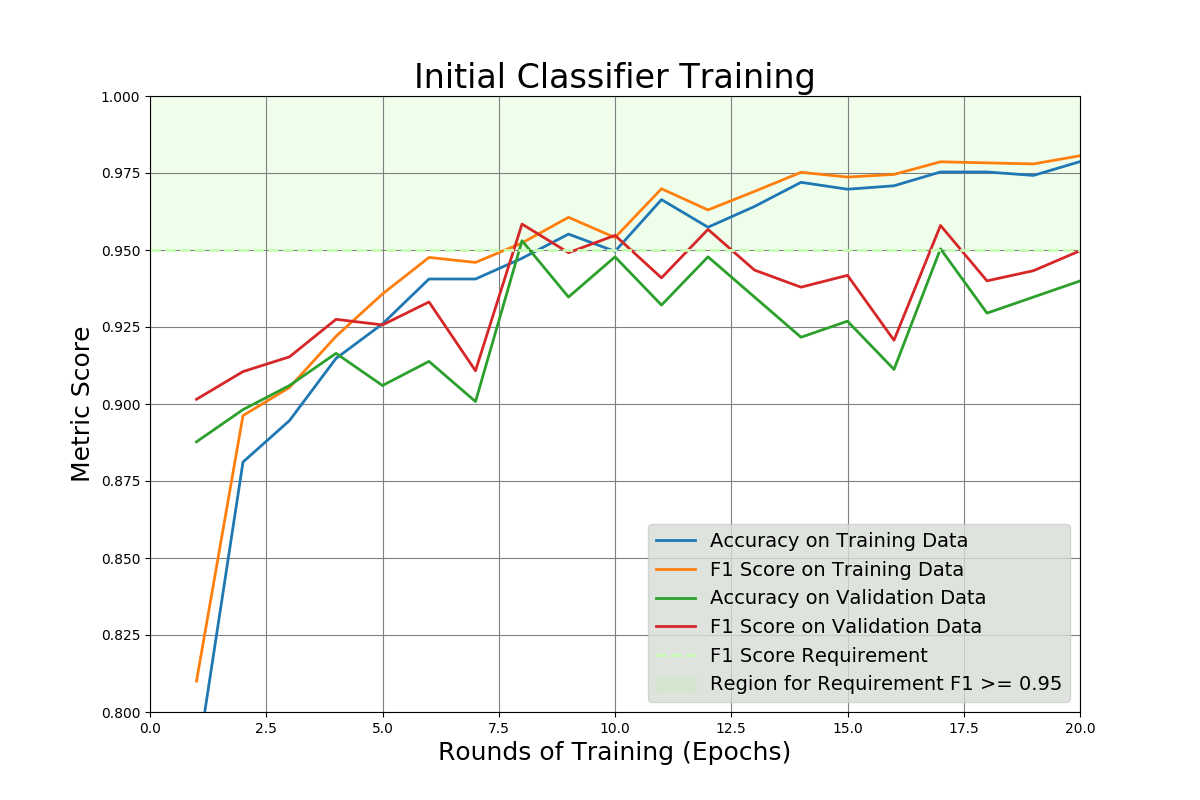 Initial Classifier Training
1.000
0.975
0.950
0.925
0.900
0.875
0.850
0.825
0.800
Metric Score
Accuracy on Training Data
F1 Score on Training Data
Accuracy on Validation Data
F1 Score on Validation Data
F1 Score Requirement
Region for Requirement F1 >= 0.95
0.0 2.5 5.0 7.5 10.0 12.5 15.0 17.5 20.0
Rounds of Training (Epochs)